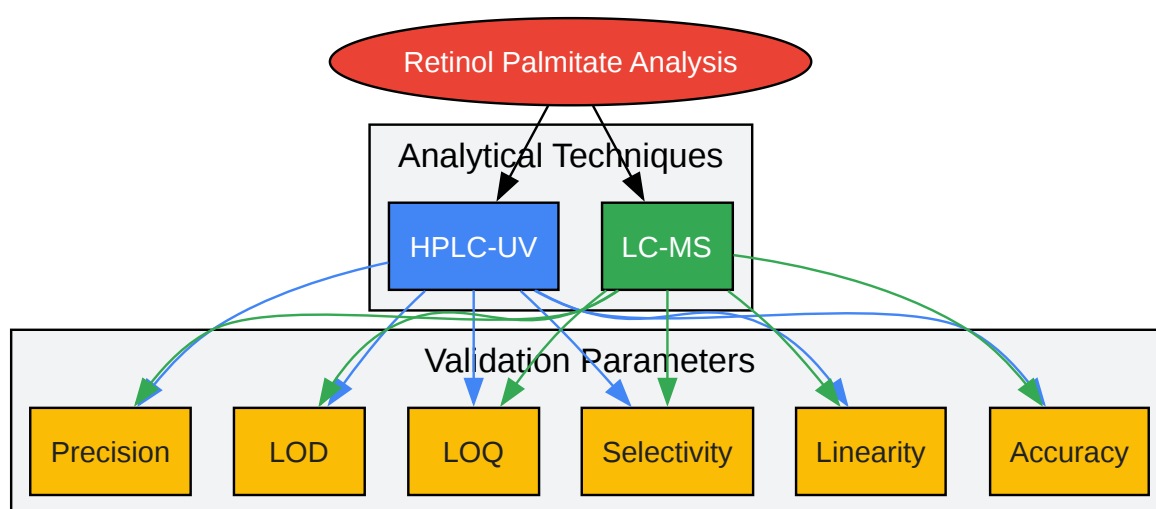 Retinol Palmitate Analysis
Analytical Techniques
HPLC-UV
LC-MS
Validation Parameters
Precision
LOD
LOQ
Selectivity
Linearity
Accuracy